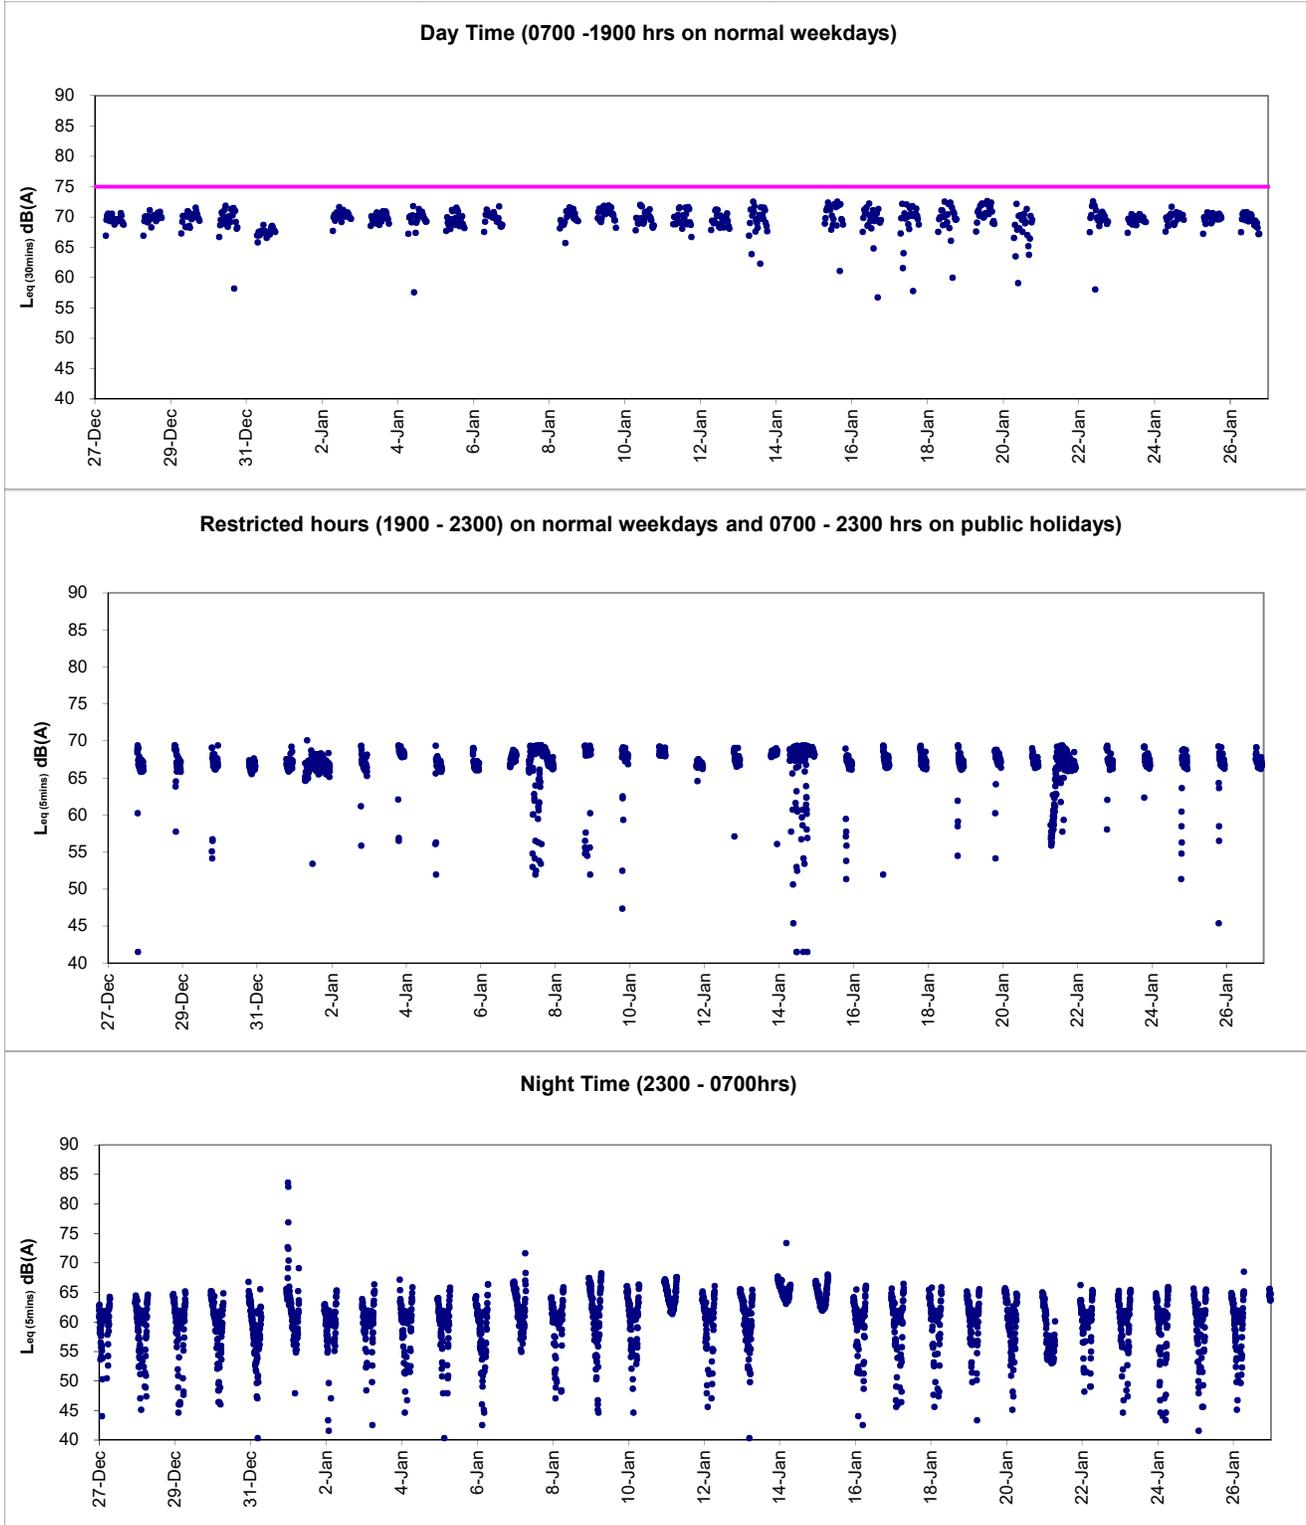 Day Time (0700 -1900 hrs on normal weekdays)
90
85
80
75
70
65
60
55
50
45
40
Leq (30mins) dB(A)
27-Dec
29-Dec
31-Dec
2-Jan
4-Jan
6-Jan
8-Jan
10-Jan
12-Jan
14-Jan
16-Jan
18-Jan
20-Jan
22-Jan
24-Jan
26-Jan
Restricted hours (1900 - 2300) on normal weekdays and 0700 - 2300 hrs on public holidays)
90
85
80
75
70
65
60
55
50
45
40
Leq (5mins) dB(A)
27-Dec
29-Dec
31-Dec
2-Jan
4-Jan
6-Jan
8-Jan
10-Jan
12-Jan
14-Jan
16-Jan
18-Jan
20-Jan
22-Jan
24-Jan
26-Jan
Night Time (2300 - 0700hrs)
90
85
80
75
70
65
60
55
50
45
40
Leq (5mins) dB(A)
27-Dec
29-Dec
31-Dec
2-Jan
4-Jan
6-Jan
8-Jan
10-Jan
12-Jan
14-Jan
16-Jan
18-Jan
20-Jan
22-Jan
24-Jan
26-Jan